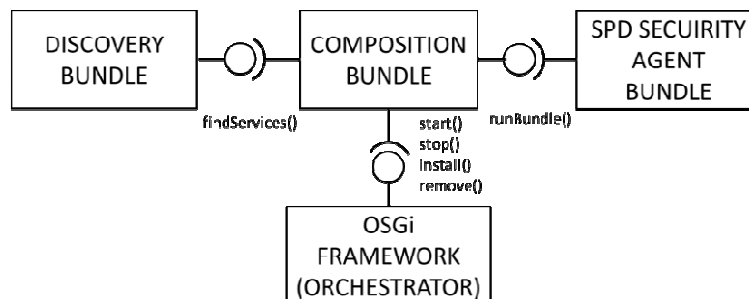 DISCOVERY
BUNDLE
COMPOSITION
BUNDLE
SPD SECUIRITY
AGENT
BUNDLE
findServices()
start()
stop()
install()
remove()
runBundle()
OSGi
FRAMEWORK
(ORCHESTRATOR)